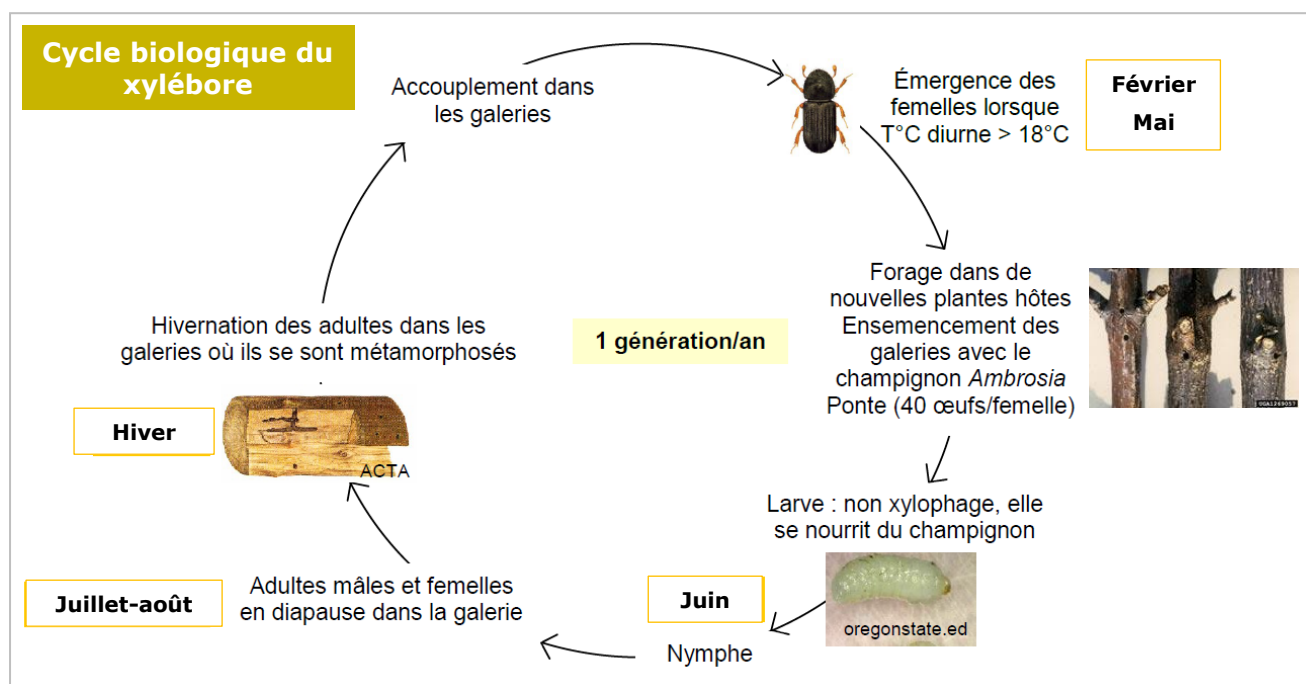 Cycle biologique du
xylébore
Accouplement dans
les galeries
Émergence des
femelles lorsque
T°C diurne > 18°C
Février
Mai
Forage dans de
nouvelles plantes hôtes
Ensemencement des
galeries avec le
champignon Ambrosia
Ponte (40 œufs/femelle)
UGA1269057
1 génération/an
Hivernation des adultes dans les
galeries où ils se sont métamorphosés
Hiver
ACTA
Larve : non xylophage, elle
se nourrit du champignon
oregonstate.ed
Juin
Nymphe
Juillet-août
Adultes mâles et femelles
en diapause dans la galerie